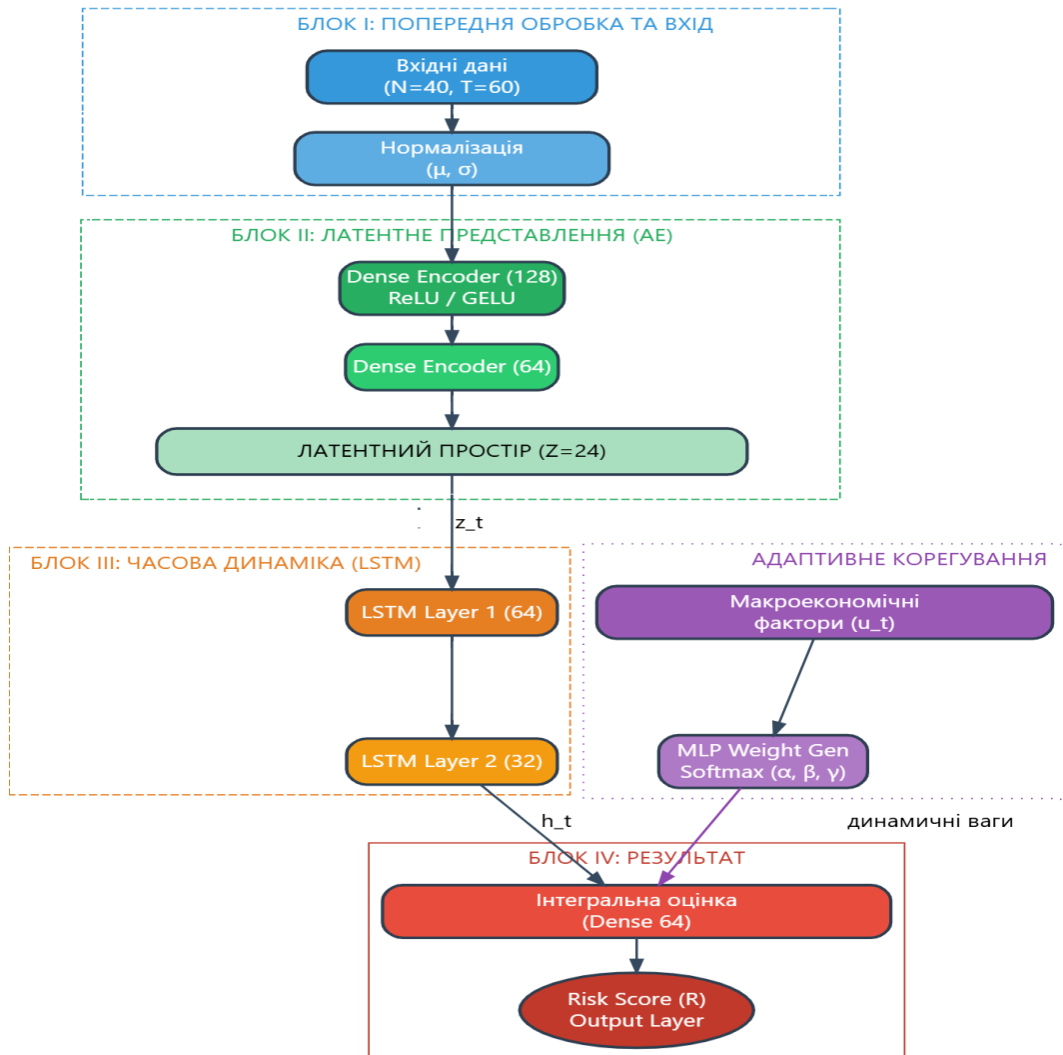 БЛОК I: ПОПЕРЕДНЯ ОБРОБКА ТА ВХІД
Вхідні дані
(N=40, T=60)
Нормалізація
(μ, σ)
БЛОК II: ЛАТЕНТНЕ ПРЕДСТАВЛЕННЯ (AE)
Dense Encoder (128)
ReLU / GELU
Dense Encoder (64)
ЛАТЕНТНИЙ ПРОСТІР (Z=24)
z_t
БЛОК III: ЧАСОВА ДИНАМІКА (LSTM)
LSTM Layer 1 (64)
LSTM Layer 2 (32)
АДАПТИВНЕ КОРЕГУВАННЯ
Макроекономічні
фактори (u_t)
MLP Weight Gen
Softmax (α, β, γ)
h_t
динамичні ваги
БЛОК IV: РЕЗУЛЬТАТ
Інтегральна оцінка
(Dense 64)
Risk Score (R)
Output Layer